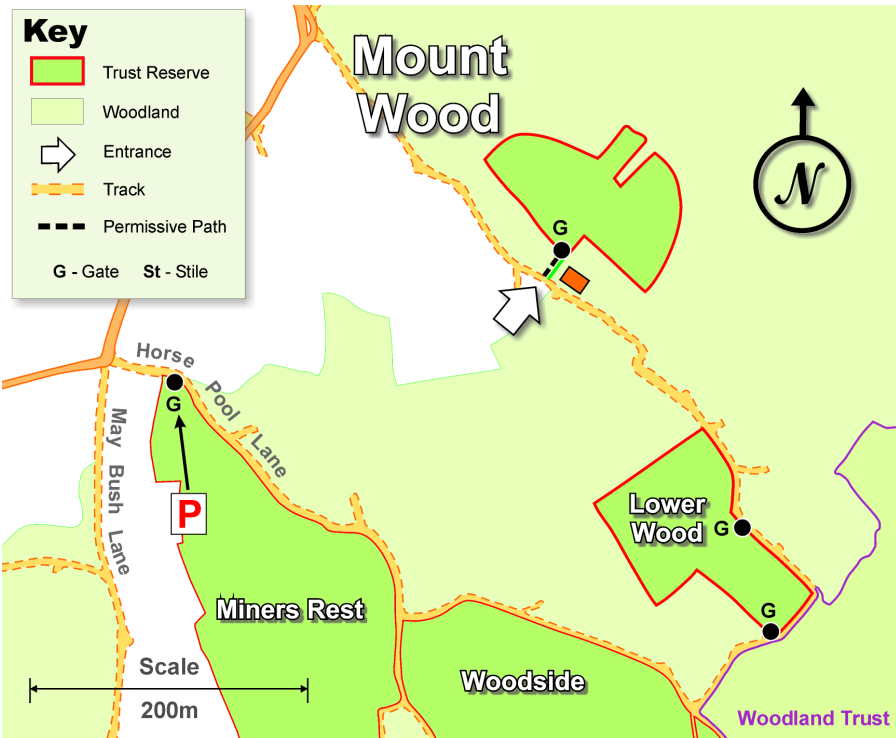 Key
Trust Reserve
Woodland
Entrance
Track
Permissive Path
G - Gate St - Stile
Mount
Wood
N
G
Horse Pool Lane
G
May Bush Lane
P
Lower
Wood
G
G
Miners Rest
Woodside
Scale
200m
Woodland Trust